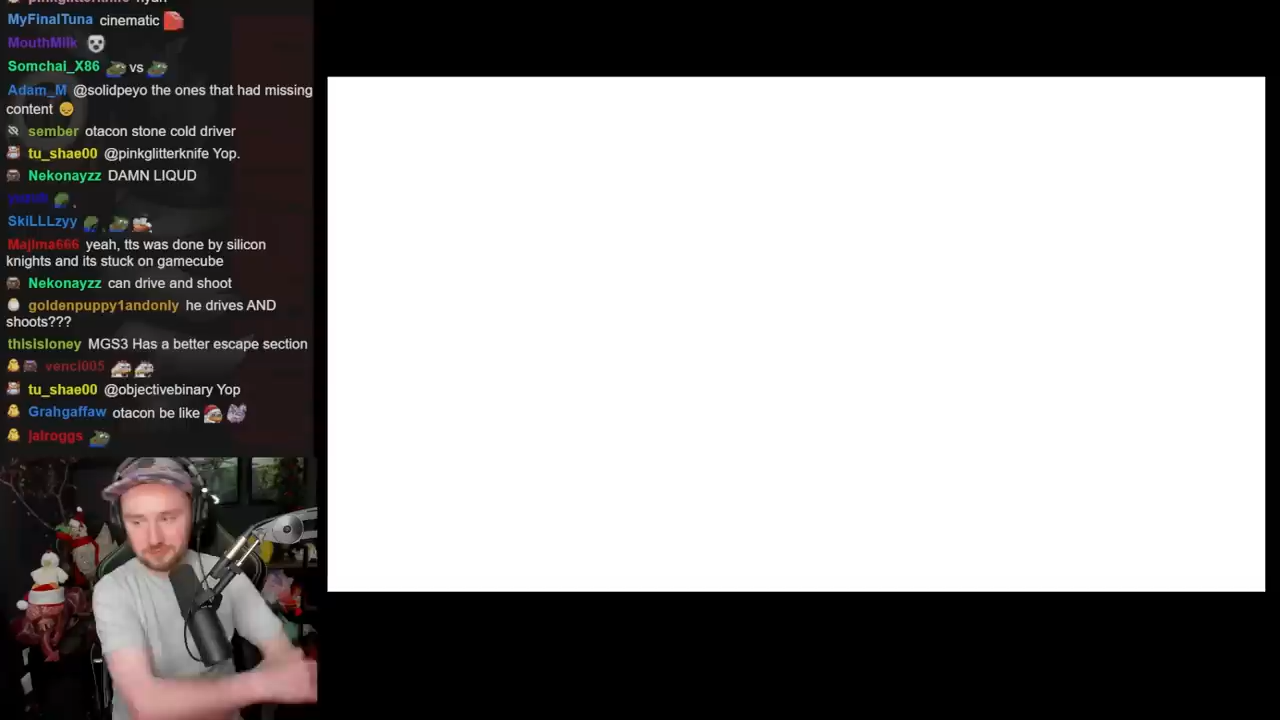 MyFinalTuna cinematic
MouthMilk
Somchai_X86 vs
Adam_M @solidpeyo the ones that had missing
content
sember otacon stone cold driver
tu_shae00 @pinkglitterknife Yop.
Nekonayzz DAMN LIQUD
SkiLLLzyy
Majima666 yeah, tts was done by silicon
knights and its stuck on gamecube
Nekonayzz can drive and shoot
goldenpuppy1andonly he drives AND
shoots???
thisisloney MGS3 Has a better escape section
venci005
tu_shae00 @objectivebinary Yop
Grahgaffaw otacon be like
jalroggs